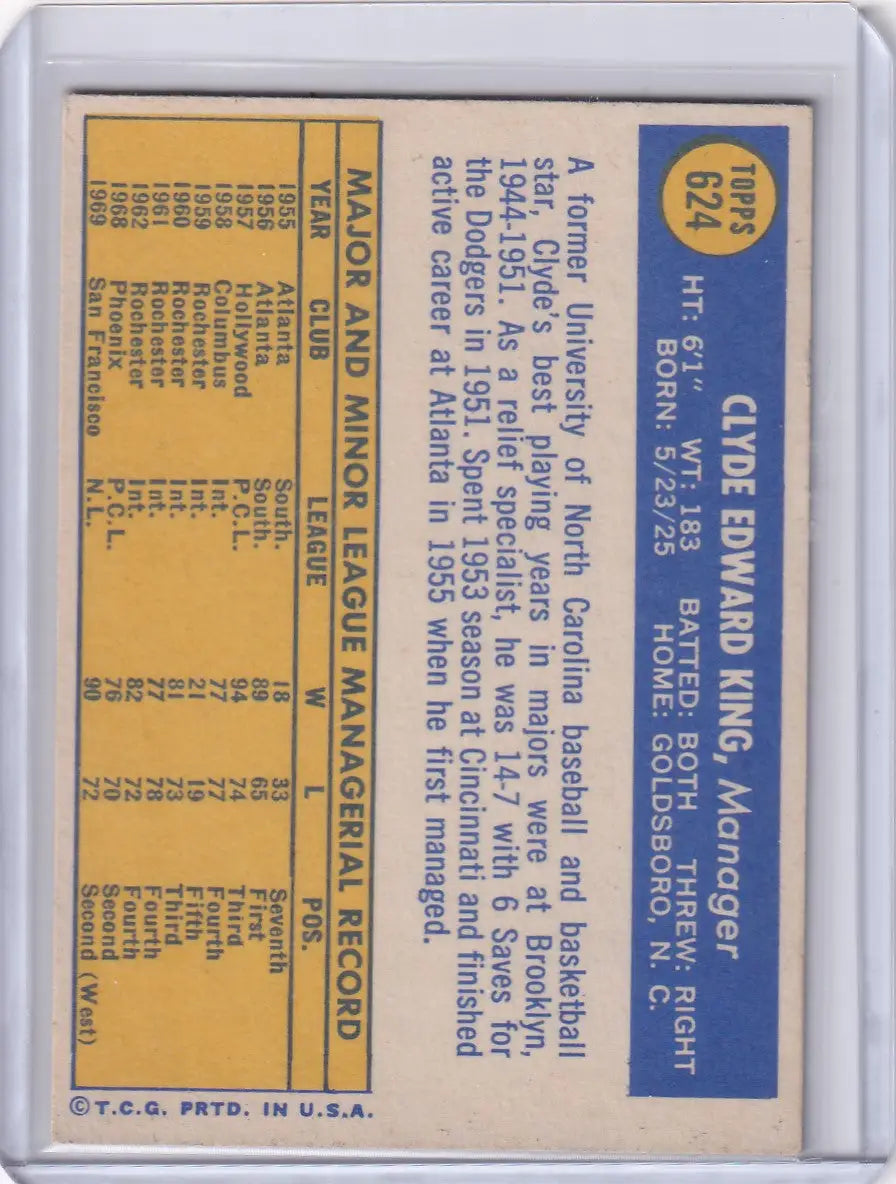 TOPPS
624
CLYDE EDWARD KING, Manager
HT: 6'1" WT: 183 BATTED: BOTH THREW: RIGHT
BORN: 5/23/25 HOME: GOLDSBORO, N. C.
A former University of North Carolina baseball and basketball
star, Clyde's best playing years in majors were at Brooklyn,
1944-1951. As a relief specialist, he was 14-7 with 6 Saves for
the Dodgers in 1951. Spent 1953 season at Cincinnati and finished
active career at Atlanta in 1955 when he first managed.
MAJOR AND MINOR LEAGUE MANAGERIAL RECORD
YEAR CLUB LEAGUE W L POS.
1955 Atlanta South. 18 33 Seventh
1956 Atlanta South. 89 65 First
1957 Hollywood P.C.L. 94 74 Third
1958 Columbus Int. 77 77 Fourth
1959 Rochester Int. 21 19 Fifth
1960 Rochester Int. 81 73 Third
1961 Rochester Int. 77 78 Fourth
1962 Rochester Int. 82 72 Fourth
1968 Phoenix P.C.L. 76 70 Second
1969 San Francisco N.L. 90 72 Second (West)
©T.C.G. PRTD. IN U.S.A.